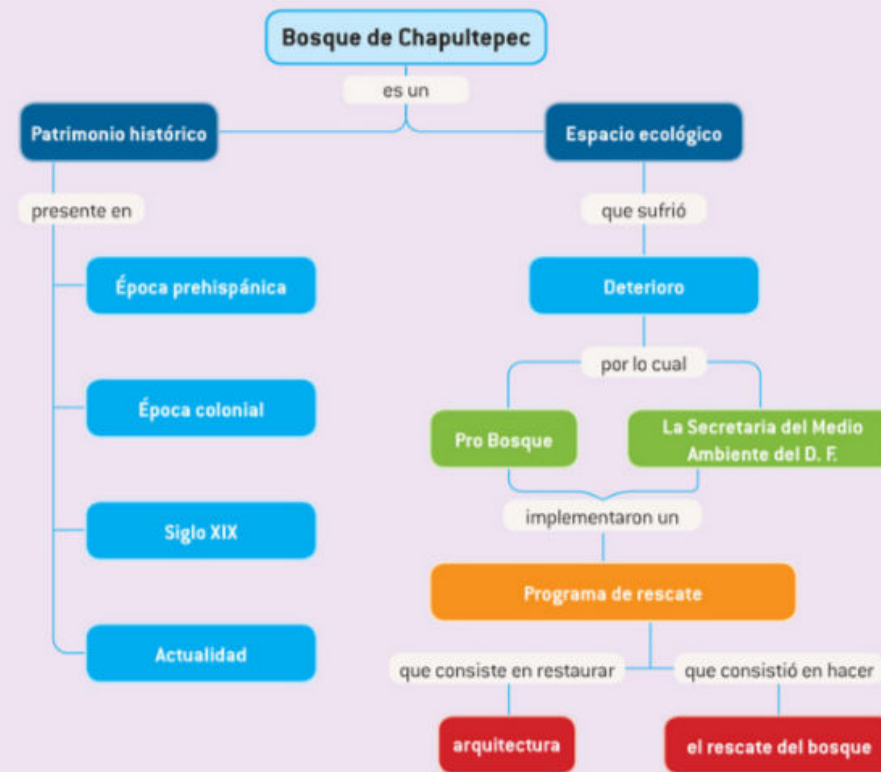 Bosque de Chapultepec
es un
Patrimonio histórico
Espacio ecológico
presente en
que sufrió
Época prehispánica
Deterioro
por lo cual
Época colonial
Pro Bosque
La Secretaria del Medio
Ambiente del D. F.
implementaron un
Siglo XIX
Programa de rescate
Actualidad
que consiste en restaurar
que consistió en hacer
arquitectura
el rescate del bosque